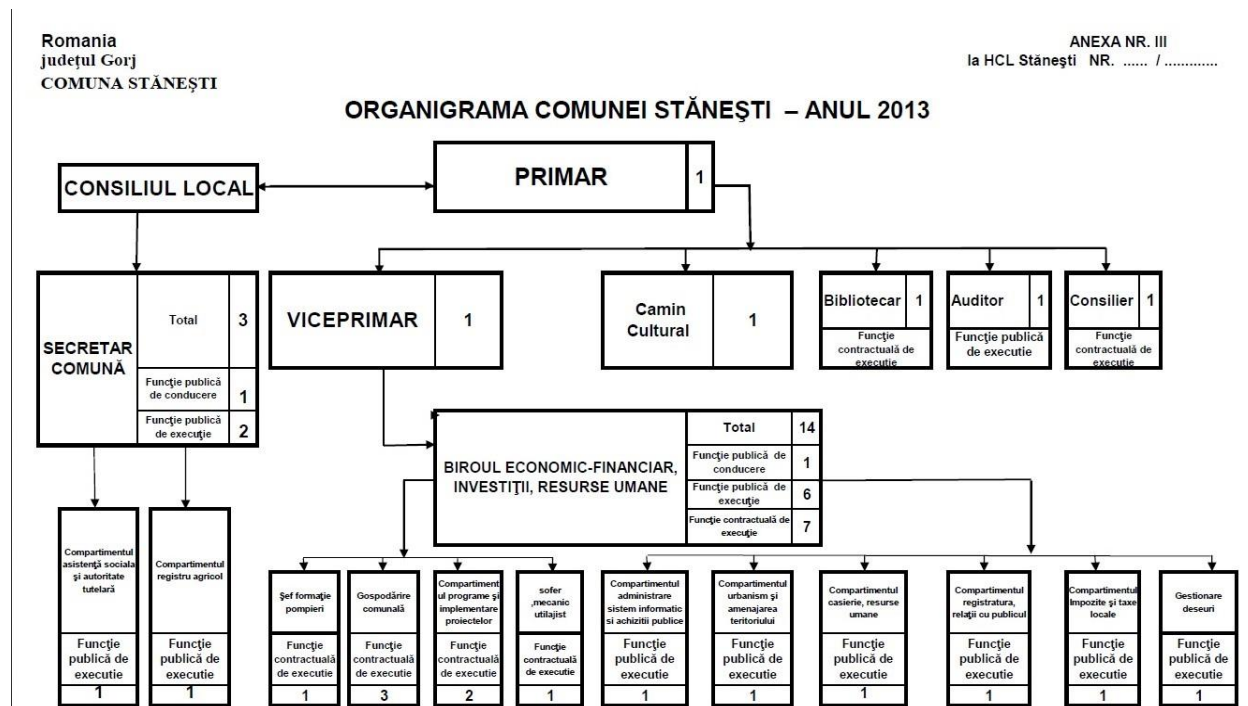 Romania
județul Gorj
COMUNA STĂNEȘTI
ANEXA NR. III
la HCL Stăneşti NR. ...... / .............
ORGANIGRAMA COMUNEI STĂNEŞTI – ANUL 2013
CONSILIUL LOCAL
PRIMAR 1
SECRETAR
COMUNĂ
Total 3
Funcţie publică
de conducere 1
Funcţie publică
de execuţie 2
VICEPRIMAR 1
Camin
Cultural 1
Bibliotecar 1
Funcţie
contractuală de
execuţie
Auditor 1
Funcţie publică
de executie
Consilier 1
Funcţie
contractuală de
execuţie
BIROUL ECONOMIC-FINANCIAR,
INVESTIŢII, RESURSE UMANE
Total 14
Funcţie publică de
conducere 1
Funcţie publică de
execuţie 6
Funcţie contractuală de
execuţie 7
Compartimentul
asistenţă sociala
şi autoritate
tutelară
Funcţie
publică de
executie
1
Compartimentul
registru agricol
Funcţie
publică de
executie
1
Şef formaţie
pompieri
Funcţie
contractuală
de execuţie
1
Gospodărire
comunală
Funcţie
contractuală
de execuţie
3
Compartiment
ul programe şi
implementare
proiectelor
Funcţie
contractuală
de execuţie
2
sofer
,mecanic
utilajist
Funcţie
contractuală
de execuţie
1
Compartimentul
administrare
sistem informatic
si achizitii publice
Funcţie
publică de
executie
1
Compartimentul
urbanism şi
amenajarea
teritoriului
Funcţie
publică de
executie
1
Compartimentul
casierie, resurse
umane
Funcţie
publică de
executie
1
Compartimentul
registratura,
relaţii cu publicul
Funcţie
publică de
executie
1
Compartimentul
Impozite şi taxe
locale
Funcţie
publică de
executie
1
Gestionare
deseuri
Funcţie
publică de
executie
1